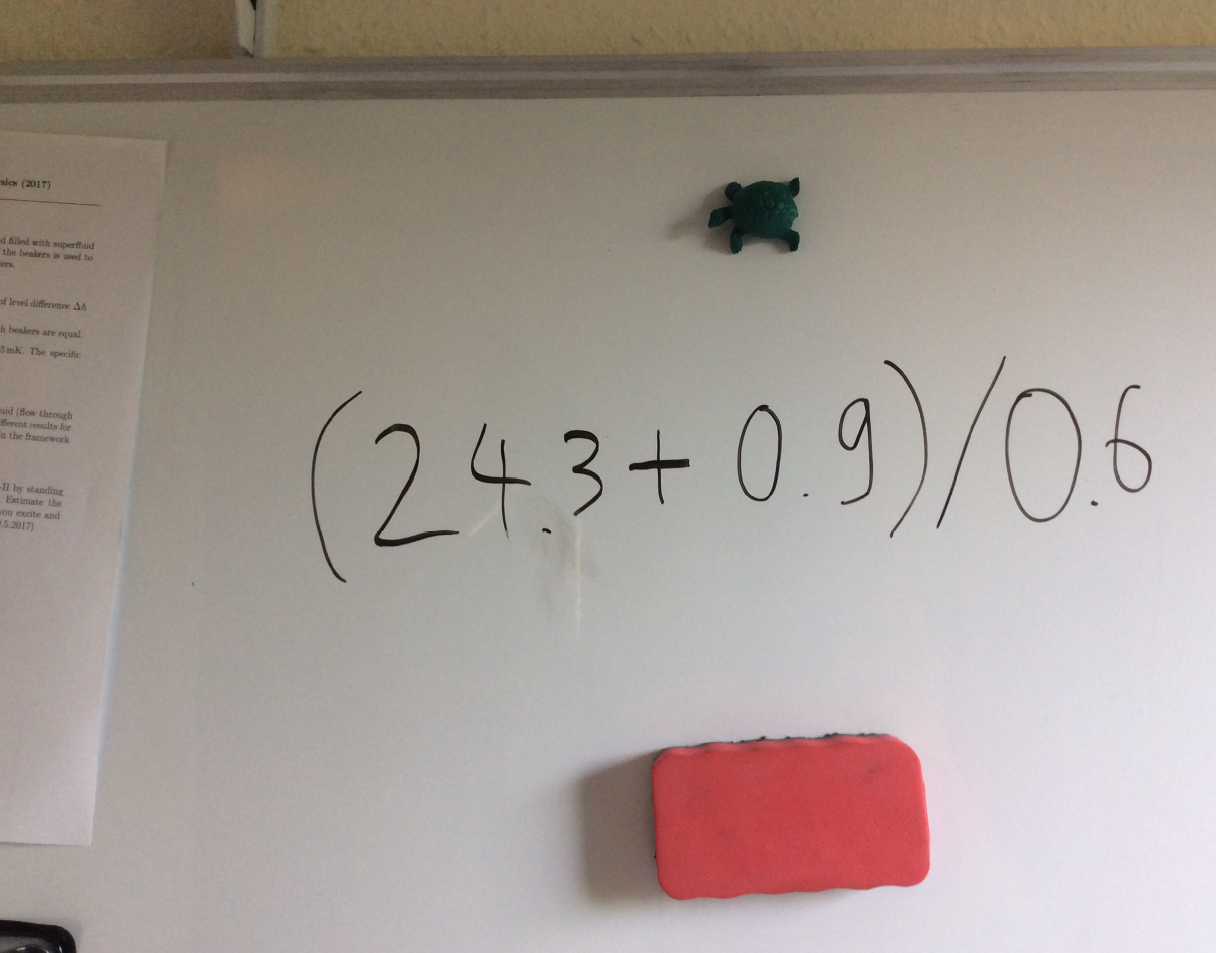 sics (2017)
d filled with superfluid
the beakers is used to
ers.
of level difference Δh
h beakers are equal.
5 mK. The specific
uid (flow through
fferent results for
in the framework
-II by standing
Estimate the
you excite and
.5.2017)
(24.3+0.9)/0.6